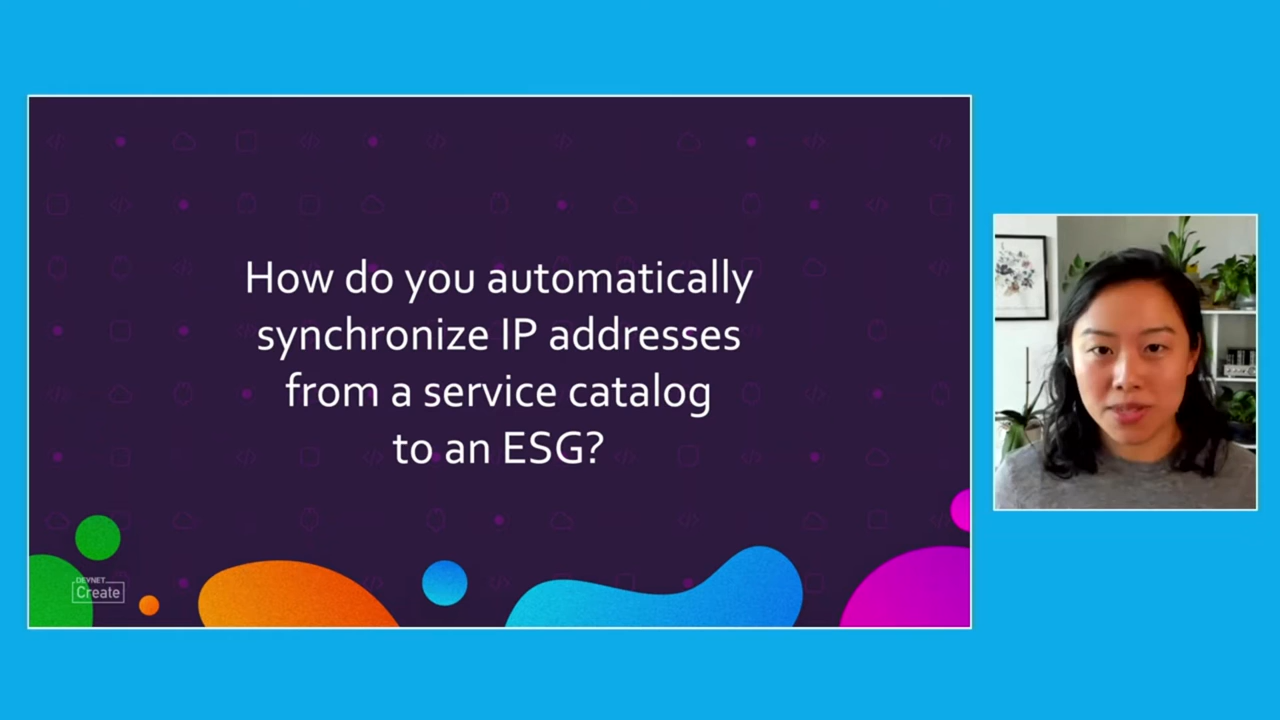 How do you automatically
synchronize IP addresses
from a service catalog
to an ESG?
DEVNET
Create